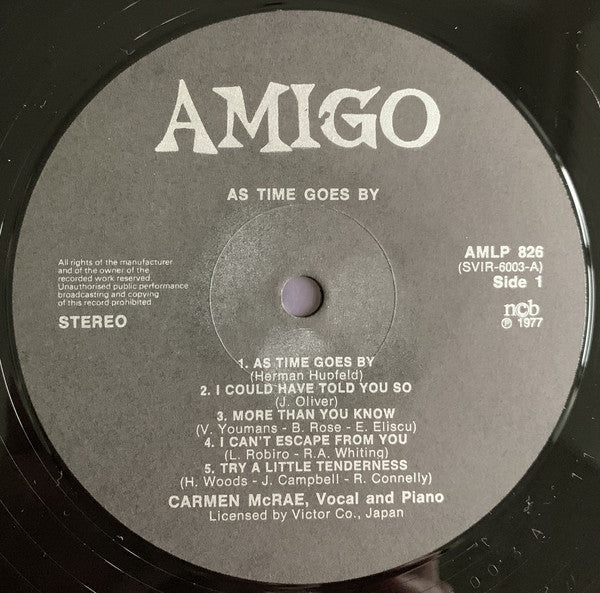 AMIGO
AS TIME GOES BY
All rights of the manufacturer
and of the owner of the
recorded work reserved.
Unauthorised public performance
broadcasting and copying
of this record prohibited.
STEREO
AMLP 826
(SVIR-6003-A)
Side 1
ncb
℗ 1977
1. AS TIME GOES BY
(Herman Hupfeld)
2. I COULD HAVE TOLD YOU SO
(J. Oliver)
3. MORE THAN YOU KNOW
(V. Youmans - B. Rose - E. Eliscu)
4. I CAN'T ESCAPE FROM YOU
(L. Robiro - R.A. Whiting)
5. TRY A LITTLE TENDERNESS
(H. Woods - J. Campbell - R. Connelly)
CARMEN McRAE, Vocal and Piano
Licensed by Victor Co., Japan